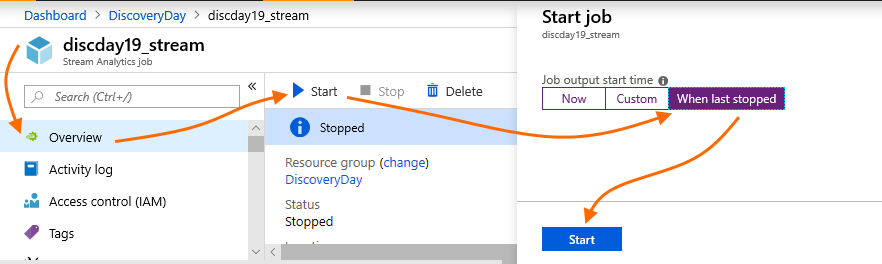 Dashboard > DiscoveryDay > discday19_stream
discday19_stream
Stream Analytics job
Search (Ctrl+/)
«
Overview
Activity log
Access control (IAM)
Tags
Start
Stop
Delete
Stopped
Resource group (change)
DiscoveryDay
Status
Stopped
Start job
discday19_stream
Job output start time
Now
Custom
When last stopped
Start